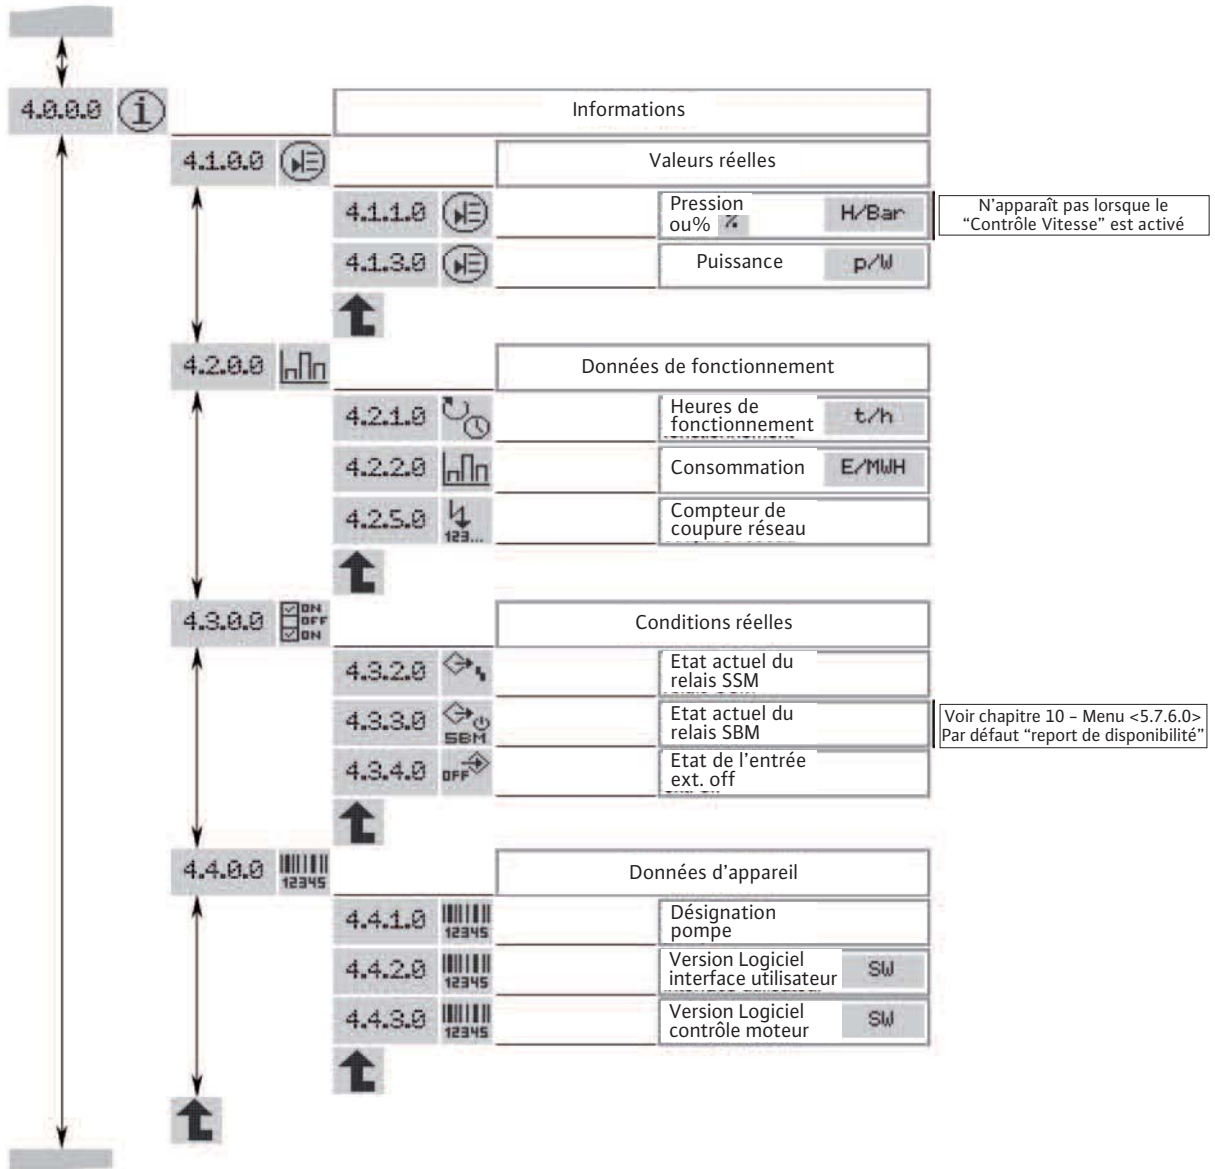 4.0.0.0 Informations
4.1.0.0 Valeurs réelles
4.1.1.0 Pression
ou% % H/Bar
N'apparaît pas lorsque le
“Contrôle Vitesse” est activé
4.1.3.0 Puissance p/W
4.2.0.0 Données de fonctionnement
4.2.1.0 Heures de
fonctionnement t/h
4.2.2.0 Consommation E/MWH
4.2.5.0 123... Compteur de
coupure réseau
4.3.0.0 ON
OFF
ON
Conditions réelles
4.3.2.0 Etat actuel du
relais SSM
4.3.3.0 SBM Etat actuel du
relais SBM
Voir chapitre 10 – Menu <5.7.6.0>
Par défaut “report de disponibilité”
4.3.4.0 OFF Etat de l'entrée
ext. off
4.4.0.0 12345 Données d'appareil
4.4.1.0 12345 Désignation
pompe
4.4.2.0 12345 Version Logiciel
interface utilisateur SW
4.4.3.0 12345 Version Logiciel
contrôle moteur SW